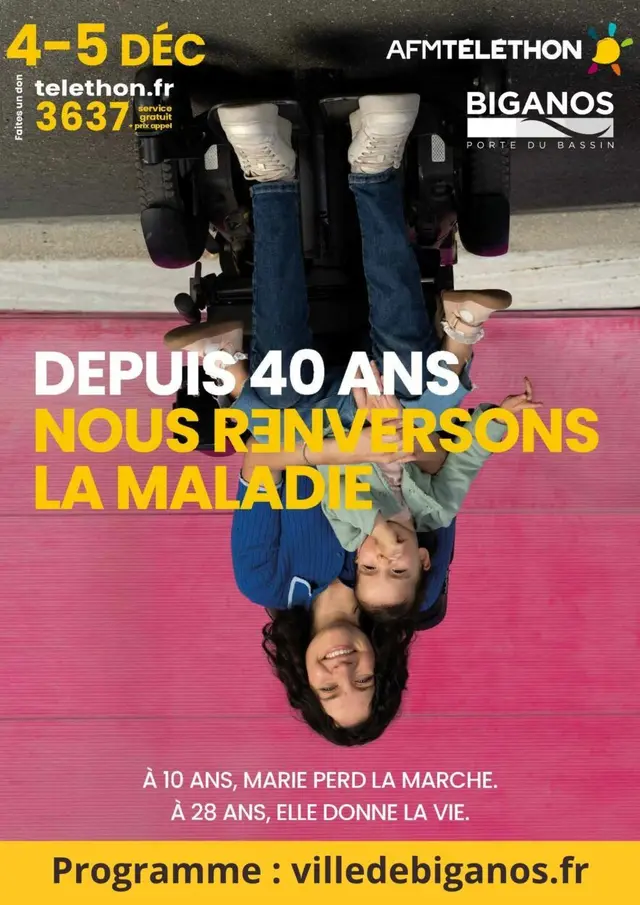 4-5 DÉC
Faites un don
telethon.fr
3637
service
gratuit
+ prix appel
AFMTÉLÉTHON
BIGANOS
PORTE DU BASSIN
DEPUIS 40 ANS
NOUS RƎNVERSONS
LA MALADIE
À 10 ANS, MARIE PERD LA MARCHE.
À 28 ANS, ELLE DONNE LA VIE.
Programme : villedebiganos.fr